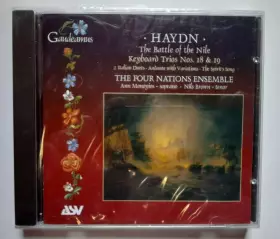 Gaudeamus
· HAYDN ·
The Battle of the Nile
Keyboard Trios Nos. 18 & 19
2 Italian Duets · Andante with Variations · The Spirit's Song
THE FOUR NATIONS ENSEMBLE
Ann Monoyios - soprano · Nils Brown - tenor
ASV